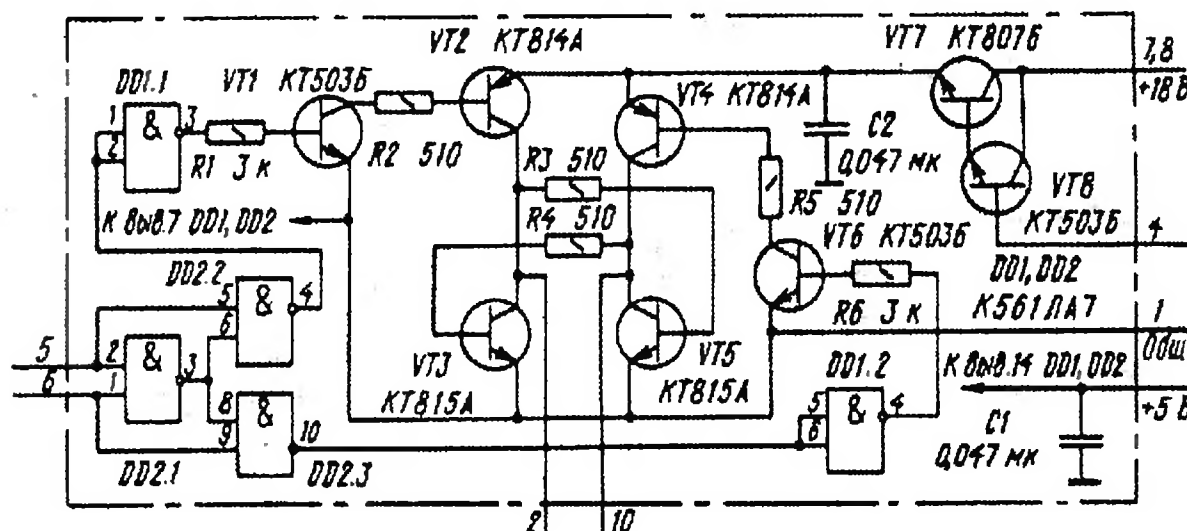 VT2 КТ814А
VT7 КТ807Б
7,8
+18 В
DD1.1
VT1 КТ503Б
VT4 КТ814А
1
&
3
2
R1 3 к
R2 510
R3 510
C2
0,047 мк
VT8
КТ503Б
R4 510
R5 510
К выв.7 DD1, DD2
VT6 КТ503Б
4
DD2.2
DD1, DD2
К561ЛА7
5
&
4
6
R6 3 к
1
Общ
5
2
&
3
6
1
VT3
КТ815А
VT5
КТ815А
DD1.2
К выв.14 DD1, DD2
+5 В
8
&
10
9
5
&
4
6
C1
0,047 мк
DD2.1
DD2.3
2
10